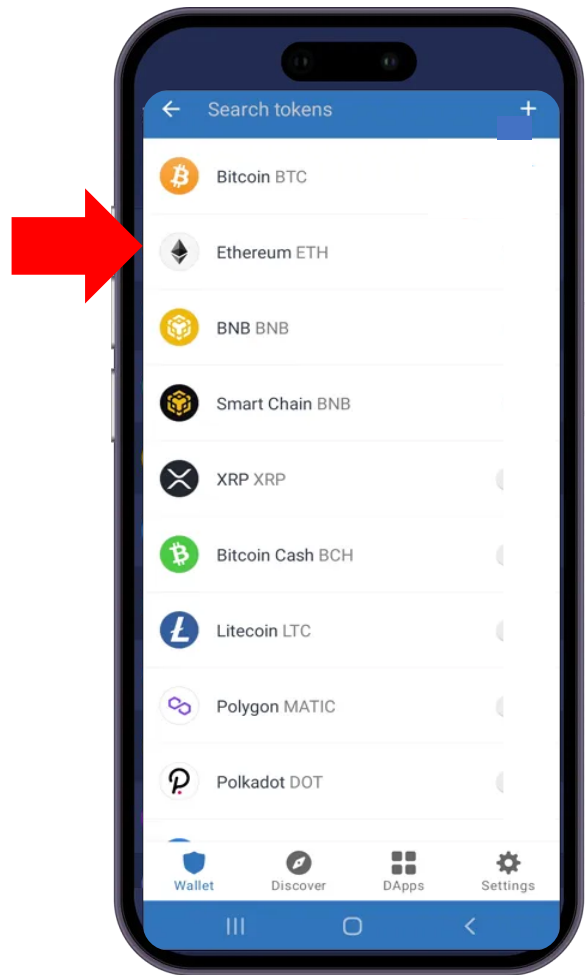 Search tokens
Bitcoin BTC
Ethereum ETH
BNB BNB
Smart Chain BNB
XRP XRP
Bitcoin Cash BCH
Litecoin LTC
Polygon MATIC
Polkadot DOT
Wallet Discover DApps Settings